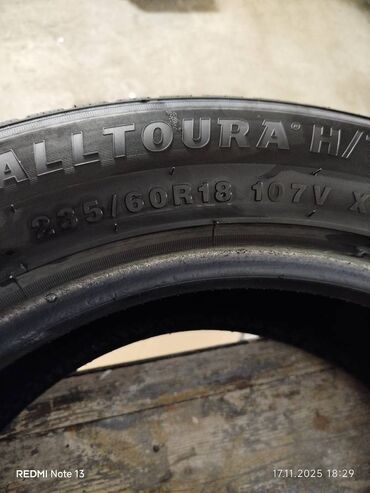 ALLTOURA® H/T
235/60R18 107V X
REDMI Note 13
17.11.2025 18:29